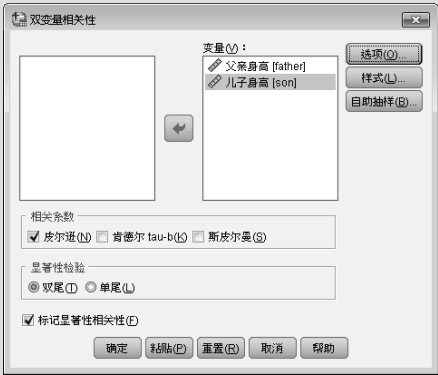 双变量相关性
变量(V)：
父亲身高 [father]
儿子身高 [son]
选项(O)...
样式(L)...
自助抽样(B)...
相关系数
皮尔逊(N) 肯德尔 tau-b(K) 斯皮尔曼(S)
显著性检验
双尾(T) 单尾(L)
标记显著性相关性(F)
确定 粘贴(P) 重置(R) 取消 帮助